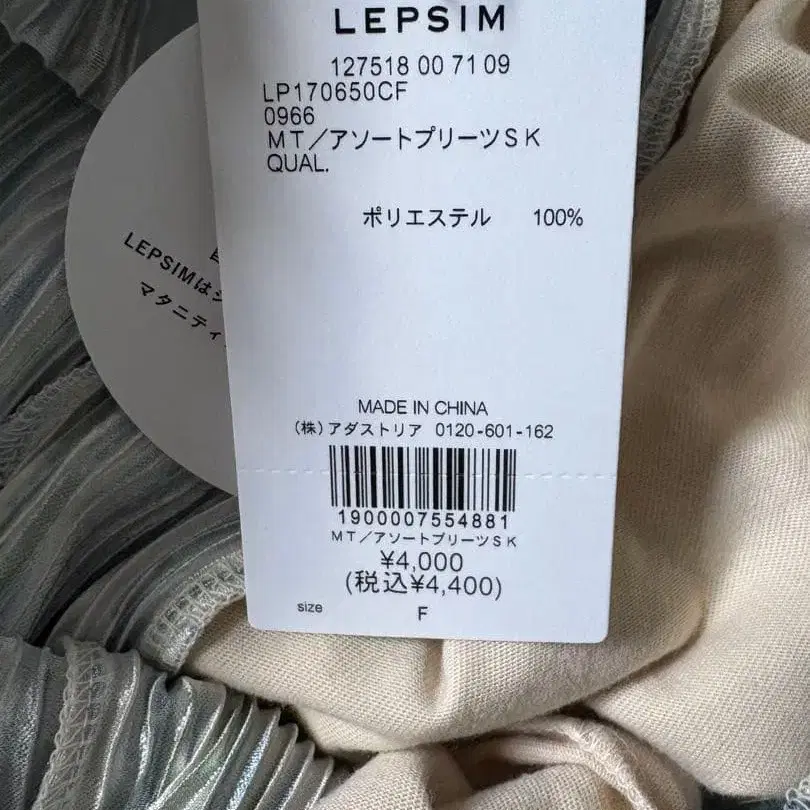 LEPSIM
127518 00 71 09
LP170650CF
0966
MT／アソートプリーツSK
QUAL.
ポリエステル 100%
LEPSIMは
マタニティ
MADE IN CHINA
(株)アダストリア 0120-601-162
1900007554881
MT／アソートプリーツSK
¥4,000
(税込¥4,400)
size F